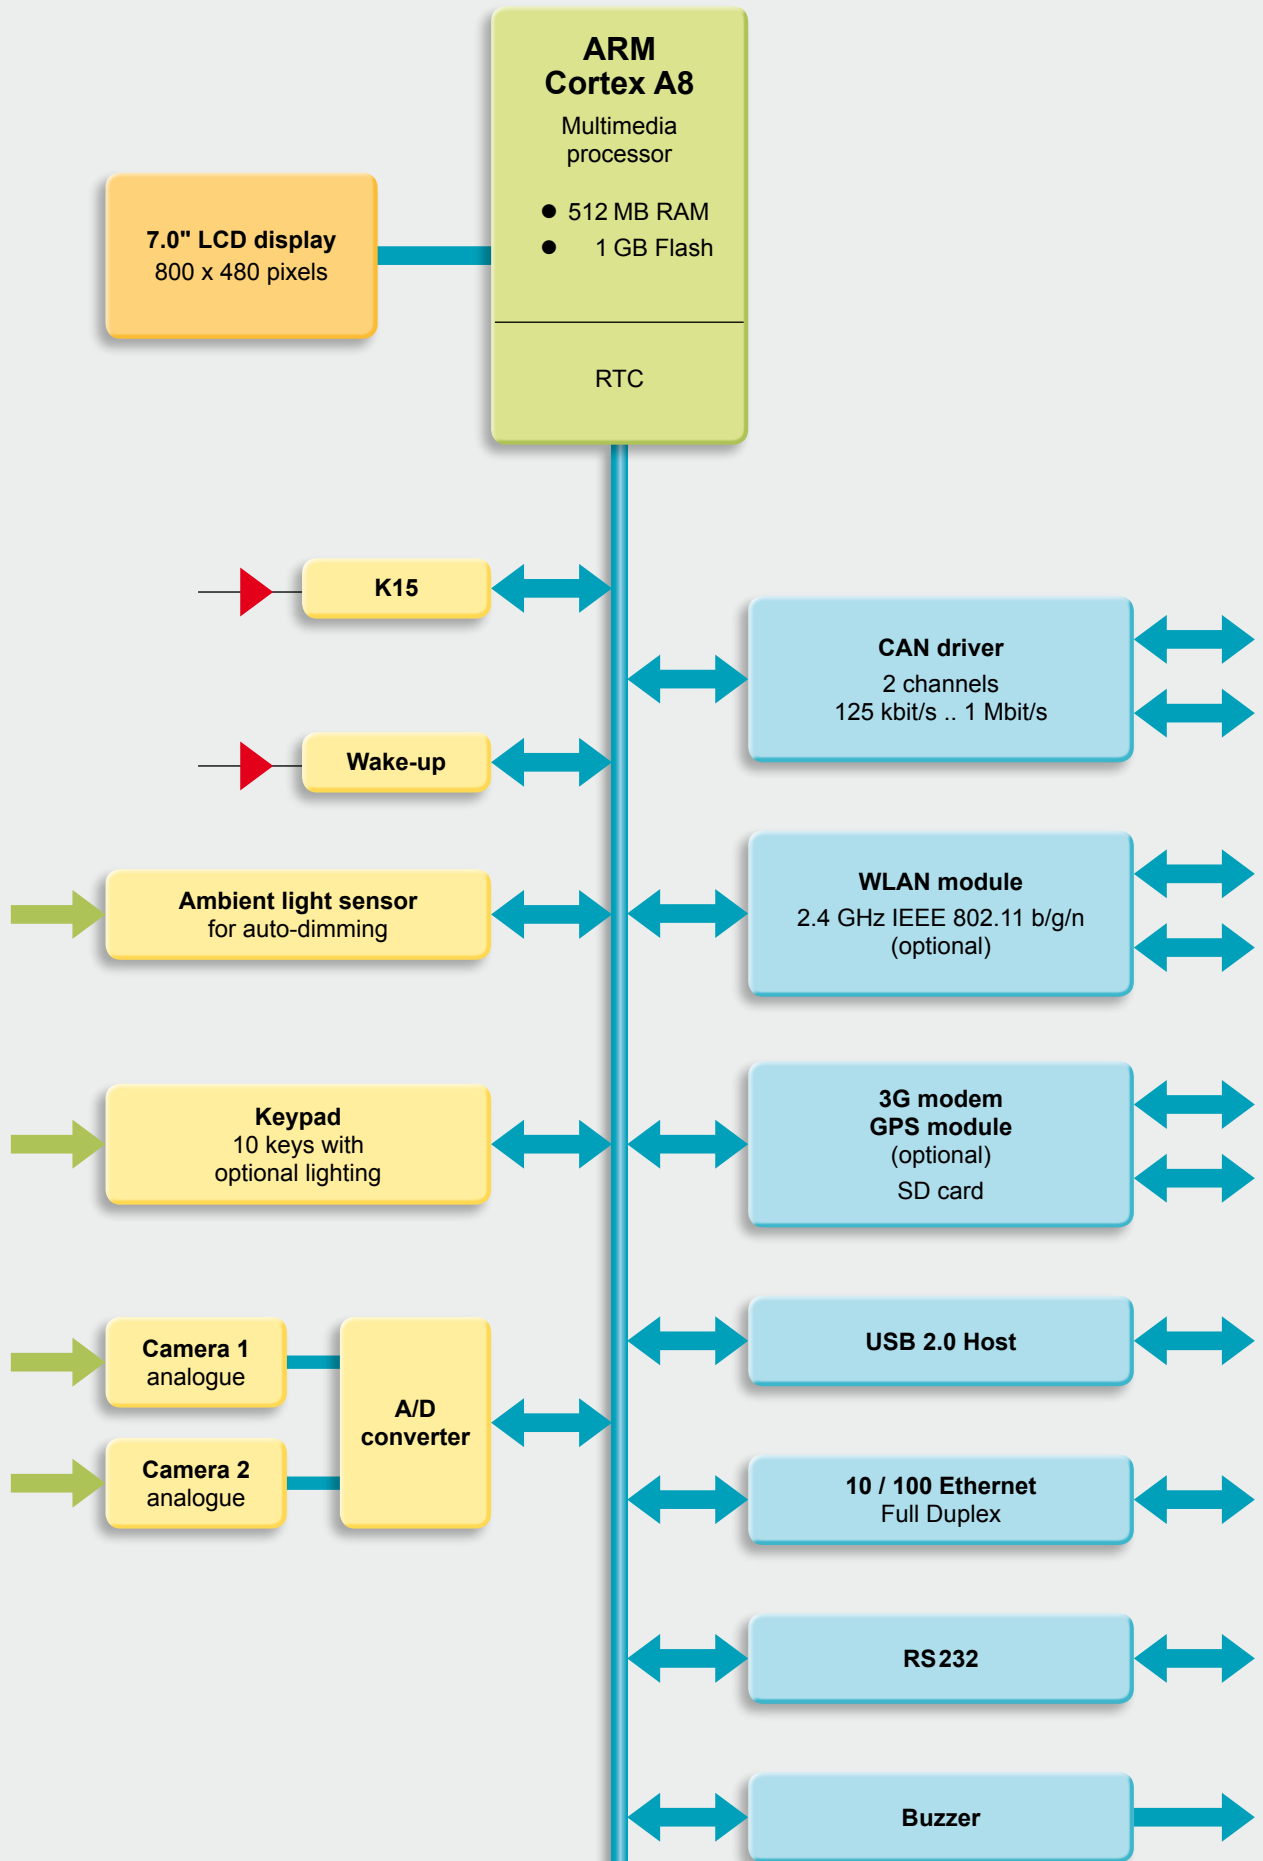 ARM
Cortex A8
Multimedia
processor
● 512 MB RAM
● 1 GB Flash
RTC
7.0" LCD display
800 x 480 pixels
K15
Wake-up
Ambient light sensor
for auto-dimming
Keypad
10 keys with
optional lighting
Camera 1
analogue
Camera 2
analogue
A/D
converter
CAN driver
2 channels
125 kbit/s .. 1 Mbit/s
WLAN module
2.4 GHz IEEE 802.11 b/g/n
(optional)
3G modem
GPS module
(optional)
SD card
USB 2.0 Host
10 / 100 Ethernet
Full Duplex
RS232
Buzzer